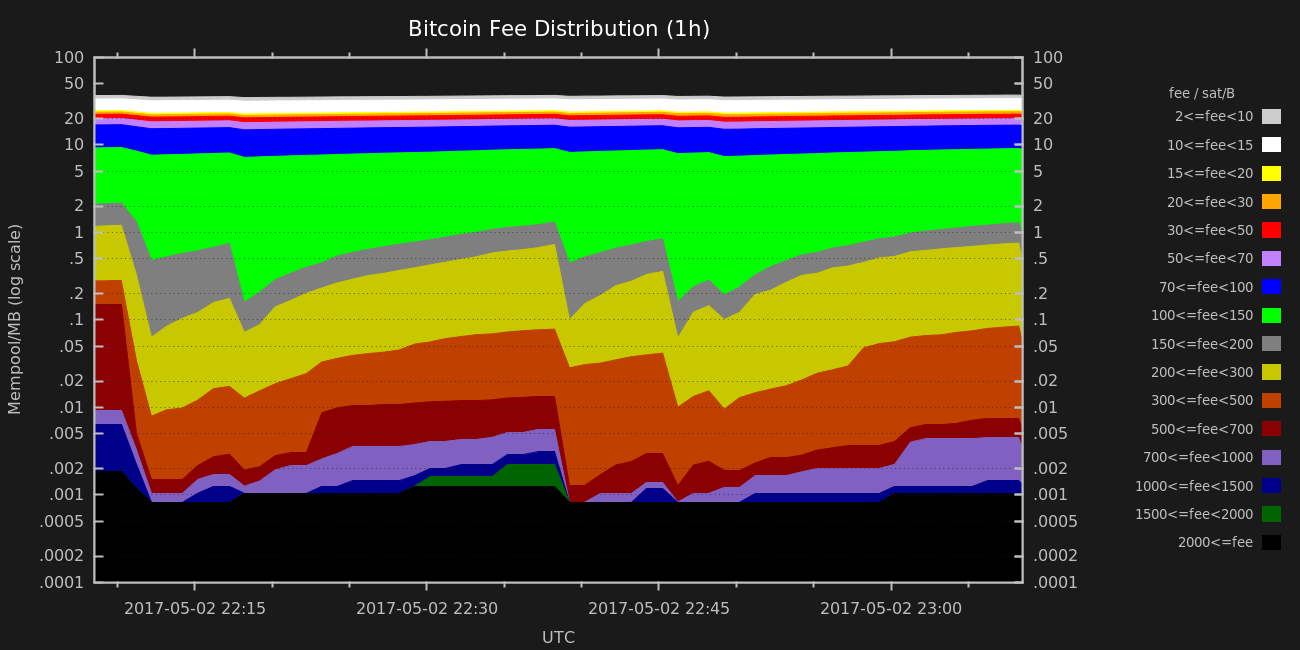 Bitcoin Fee Distribution (1h)
Mempool/MB (log scale)
100
50
20
10
5
2
1
.5
.2
.1
.05
.02
.01
.005
.002
.001
.0005
.0002
.0001
100
50
20
10
5
2
1
.5
.2
.1
.05
.02
.01
.005
.002
.001
.0005
.0002
.0001
2017-05-02 22:15
2017-05-02 22:30
2017-05-02 22:45
2017-05-02 23:00
UTC
fee / sat/B
2<=fee<10
10<=fee<15
15<=fee<20
20<=fee<30
30<=fee<50
50<=fee<70
70<=fee<100
100<=fee<150
150<=fee<200
200<=fee<300
300<=fee<500
500<=fee<700
700<=fee<1000
1000<=fee<1500
1500<=fee<2000
2000<=fee